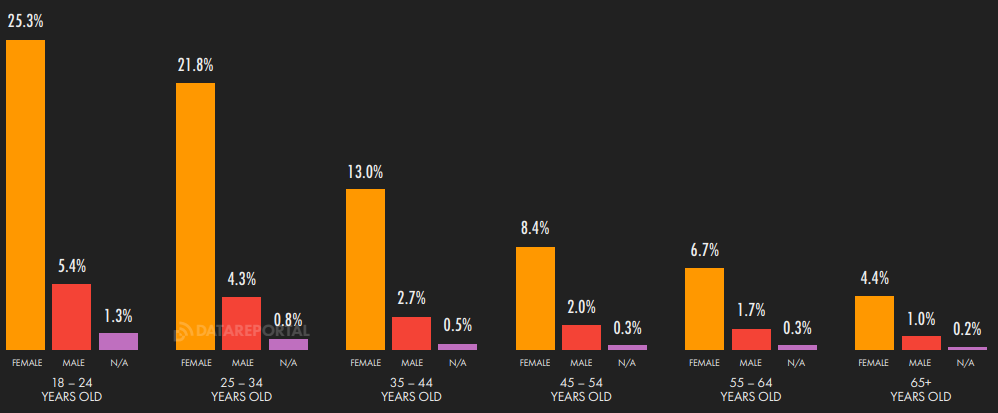 25.3%
5.4%
1.3%
FEMALE MALE N/A
18 – 24
YEARS OLD
21.8%
4.3%
0.8%
DATAREPORTAL
FEMALE MALE N/A
25 – 34
YEARS OLD
13.0%
2.7%
0.5%
FEMALE MALE N/A
35 – 44
YEARS OLD
8.4%
2.0%
0.3%
FEMALE MALE N/A
45 – 54
YEARS OLD
6.7%
1.7%
0.3%
FEMALE MALE N/A
55 – 64
YEARS OLD
4.4%
1.0%
0.2%
FEMALE MALE N/A
65+
YEARS OLD